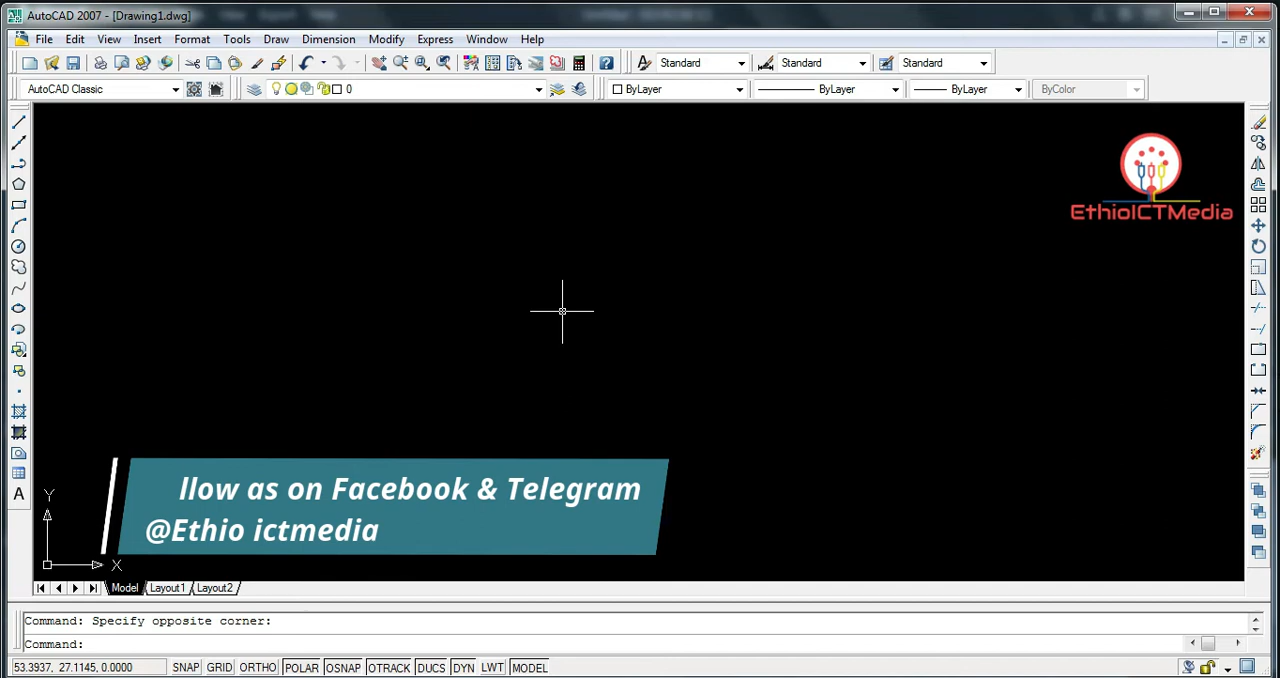 AutoCAD 2007 - [Drawing1.dwg]
File Edit View Insert Format Tools Draw Dimension Modify Express Window Help
Standard Standard Standard
AutoCAD Classic 0 ByLayer ByLayer ByLayer ByColor
EthioICTMedia
llow as on Facebook & Telegram
@Ethio ictmedia
A
Y
X
Model Layout1 Layout2
Command: Specify opposite corner:
Command:
53.3937, 27.1145, 0.0000 SNAP GRID ORTHO POLAR OSNAP OTRACK DUCS DYN LWT MODEL